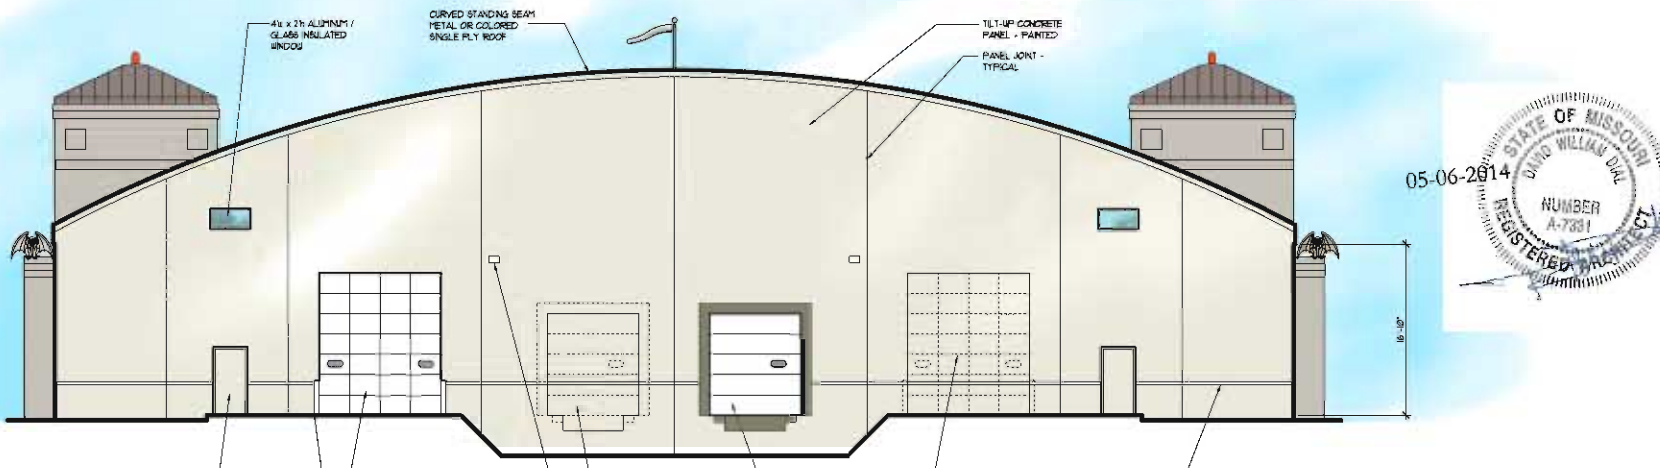 4'w x 2'h ALUMINUM /
GLASS INSULATED
WINDOW
CURVED STANDING SEAM
METAL OR COLORED
SINGLE PLY ROOF
TILT-UP CONCRETE
PANEL - PAINTED
PANEL JOINT -
TYPICAL
05-06-2014
STATE OF MISSOURI
DAVID WILLIAM DIAL
NUMBER
A-7331
REGISTERED ARCHITECT
16'-10"